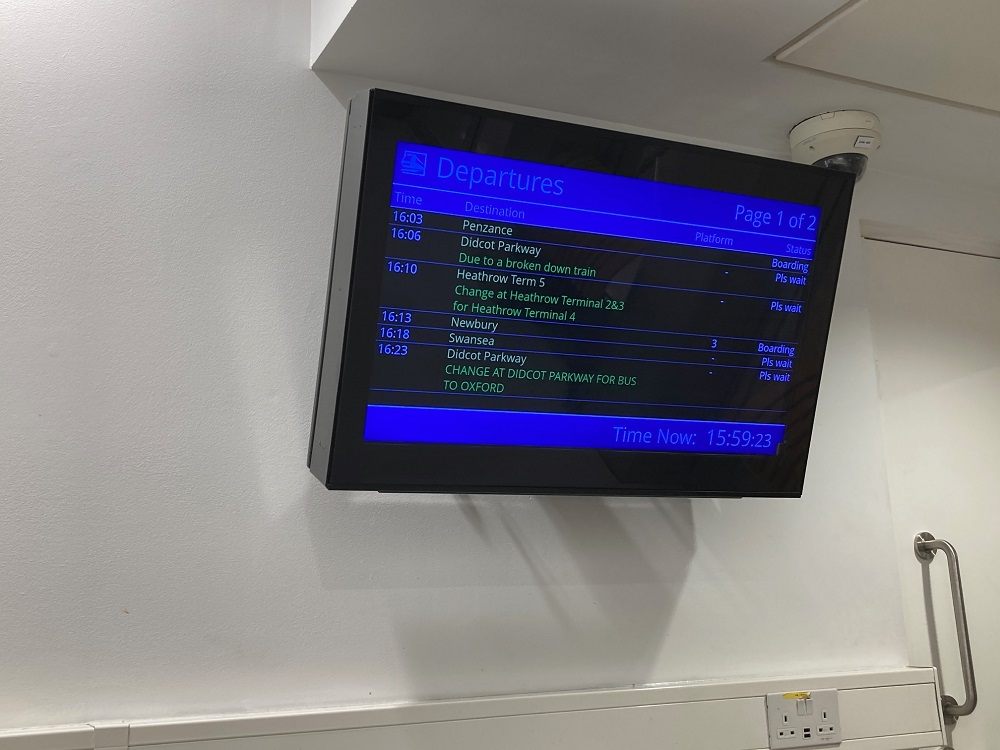 Departures
Page 1 of 2
Time Destination Platform Status
16:03 Penzance Boarding
16:06 Didcot Parkway - Pls wait
Due to a broken down train
16:10 Heathrow Term 5 - Pls wait
Change at Heathrow Terminal 2&3
for Heathrow Terminal 4
16:13 Newbury 3 Boarding
16:18 Swansea - Pls wait
16:23 Didcot Parkway - Pls wait
CHANGE AT DIDCOT PARKWAY FOR BUS
TO OXFORD
Time Now: 15:59:23